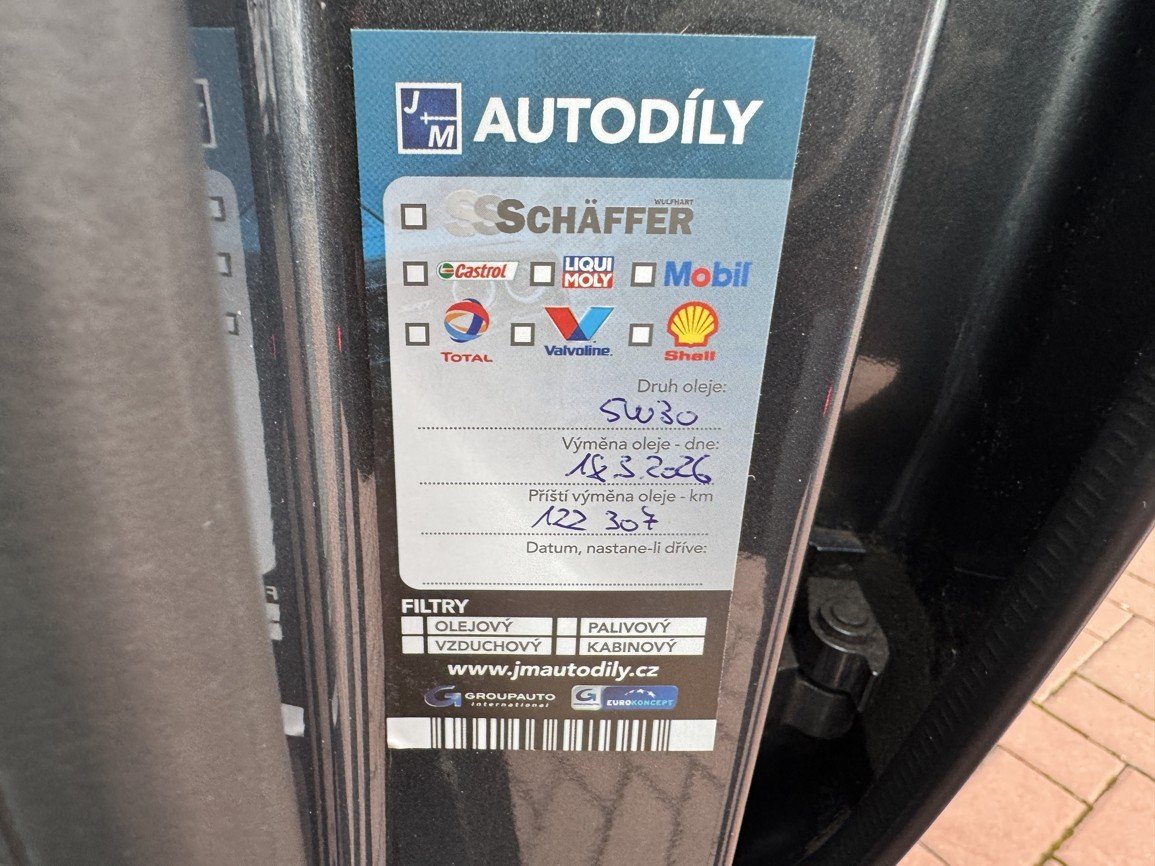 J+M AUTODÍLY
WULFHART
SCHÄFFER
Castrol LIQUI MOLY Mobil
TOTAL Valvoline. Shell
Druh oleje:
5W30
Výměna oleje - dne:
18.3.2026
Příští výměna oleje - km
122 307
Datum, nastane-li dříve:
FILTRY
OLEJOVÝ PALIVOVÝ
VZDUCHOVÝ KABINOVÝ
www.jmautodily.cz
G GROUPAUTO international G EUROKONCEPT